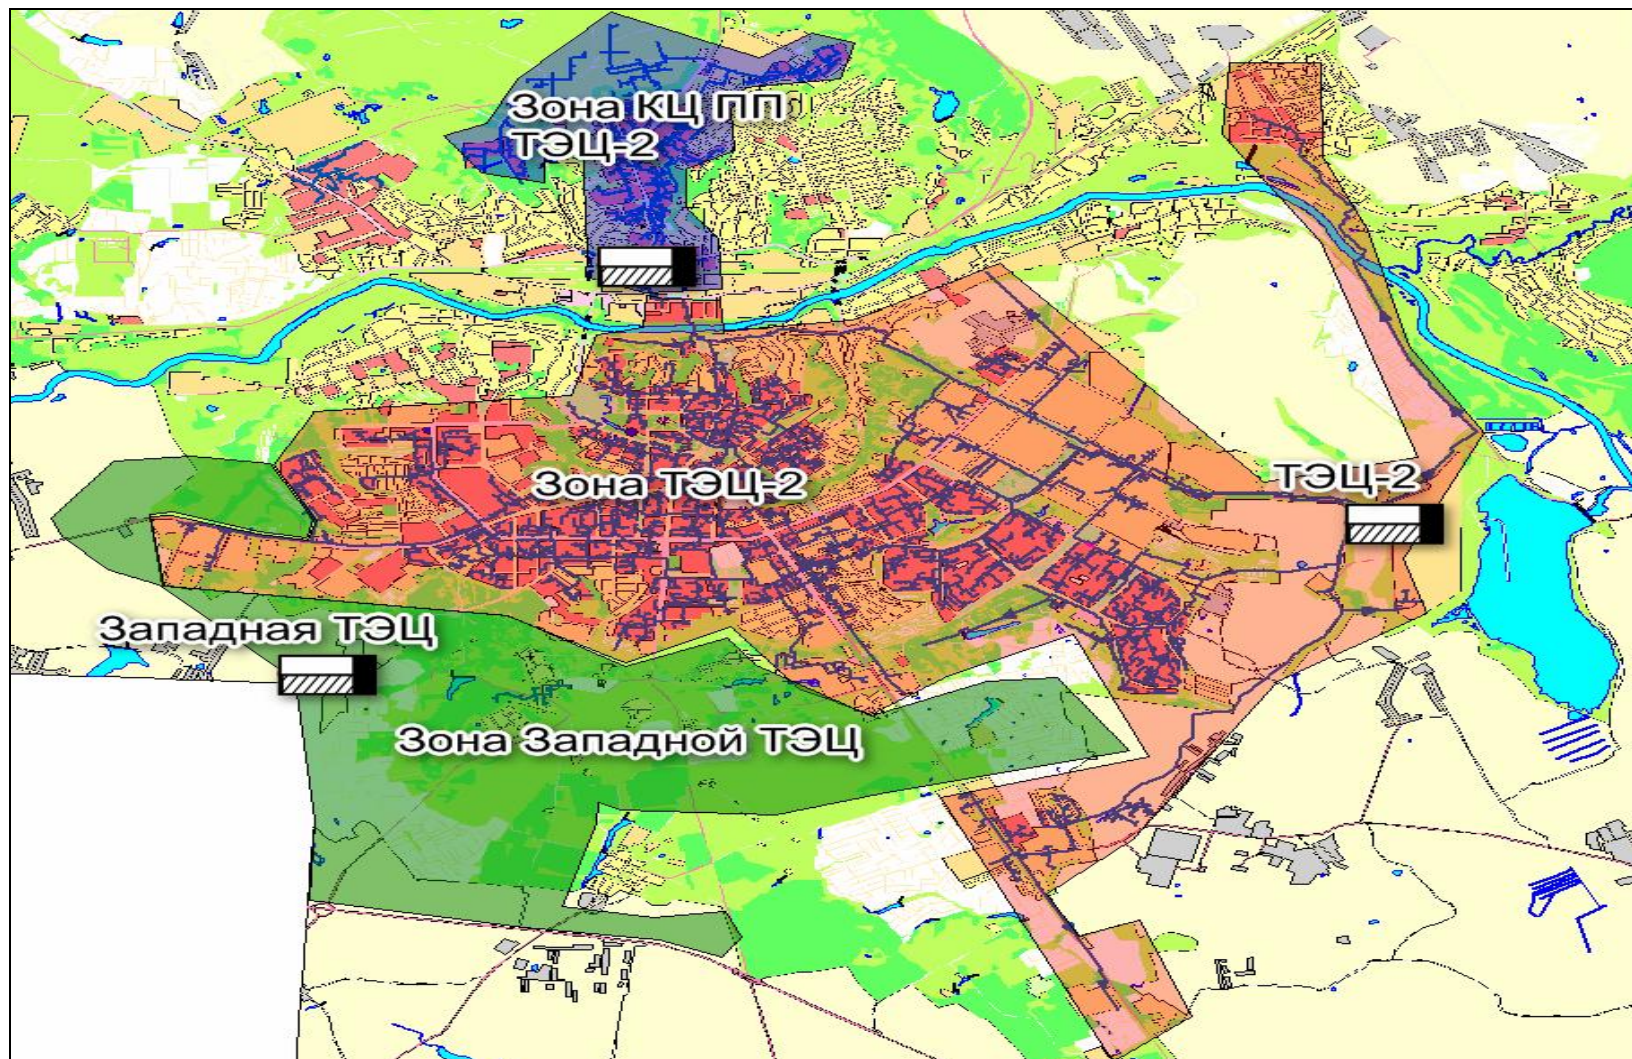 Зона КЦ ПП
ТЭЦ-2
Зона ТЭЦ-2
ТЭЦ-2
Западная ТЭЦ
Зона Западной ТЭЦ